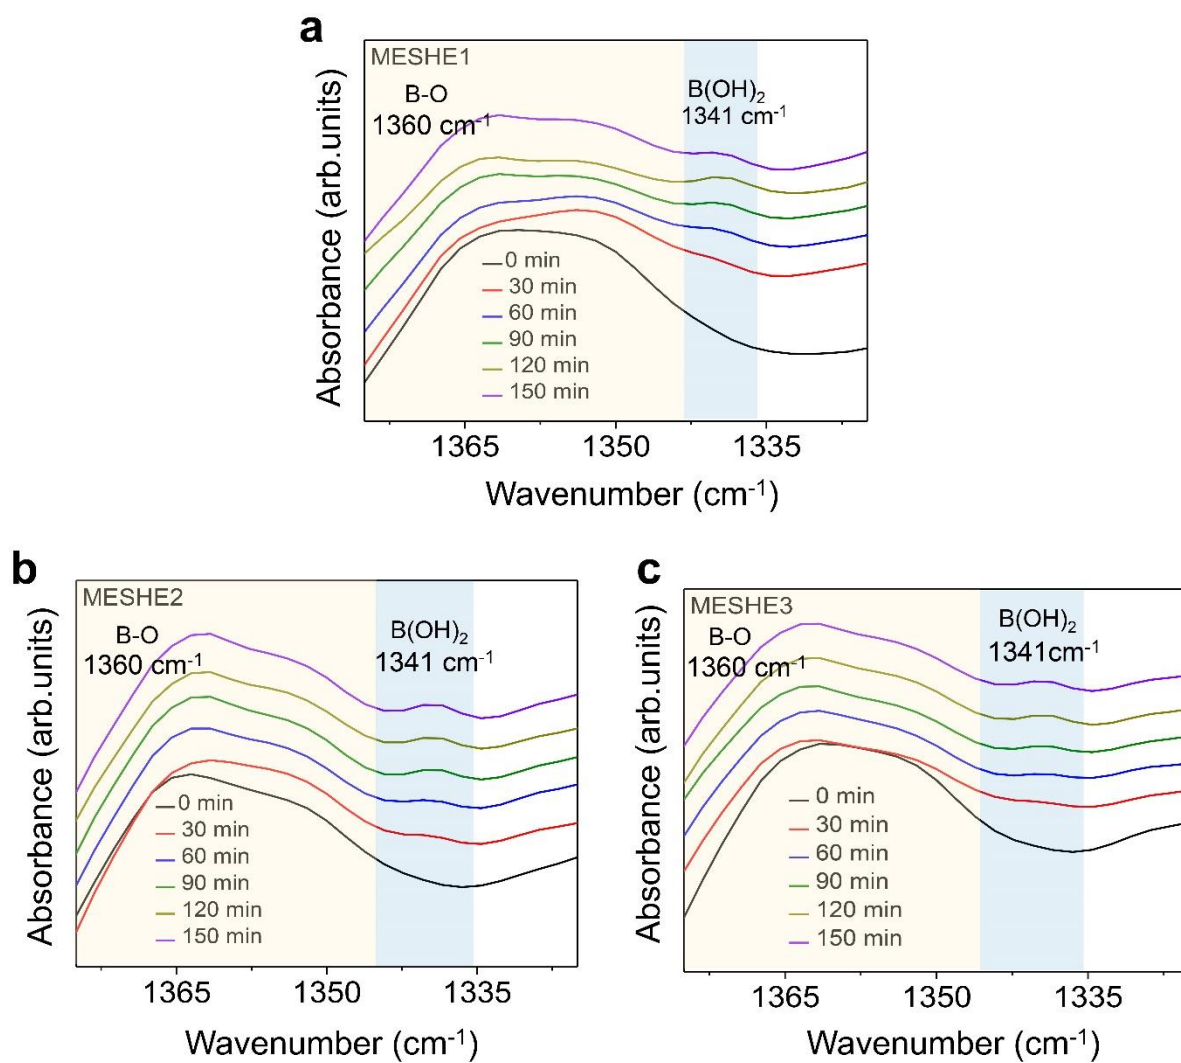 a
MESHE1
B-O
1360 cm⁻¹
B(OH)₂
1341 cm⁻¹
0 min
30 min
60 min
90 min
120 min
150 min
Absorbance (arb.units)
1365 1350 1335
Wavenumber (cm⁻¹)
b
MESHE2
B-O
1360 cm⁻¹
B(OH)₂
1341 cm⁻¹
0 min
30 min
60 min
90 min
120 min
150 min
Absorbance (arb.units)
1365 1350 1335
Wavenumber (cm⁻¹)
c
MESHE3
B-O
1360 cm⁻¹
B(OH)₂
1341cm⁻¹
0 min
30 min
60 min
90 min
120 min
150 min
Absorbance (arb.units)
1365 1350 1335
Wavenumber (cm⁻¹)